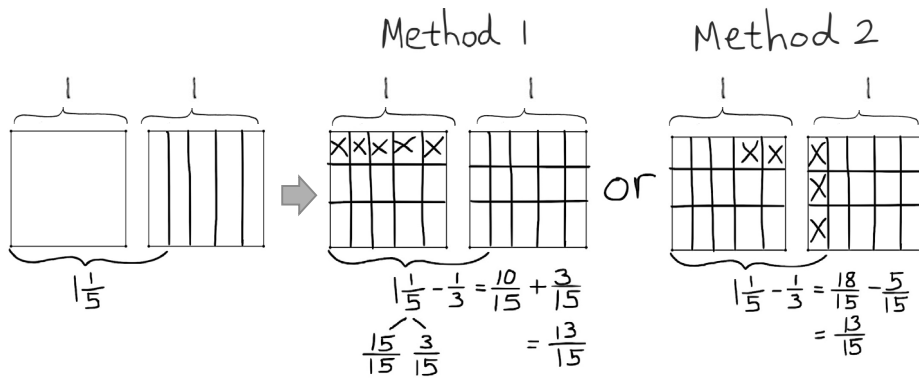 Method 1
Method 2
1 1 1 1 1 1
X X X X X
X X
X
X
X
or
1 1/5
1 1/5 - 1/3 = 10/15 + 3/15
15/15 3/15
= 13/15
1 1/5 - 1/3 = 18/15 - 5/15
= 13/15